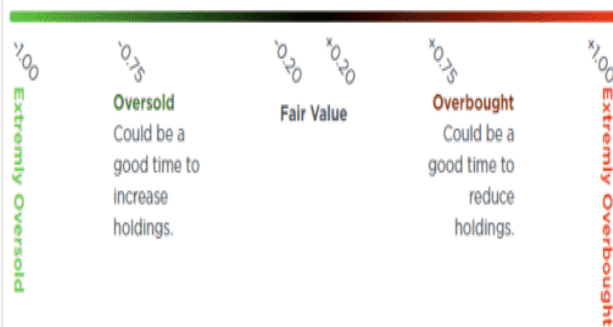 -1.00
-0.75
-0.20
+0.20
+0.75
+1.00
Extremly Oversold
Oversold
Could be a
good time to
increase
holdings.
Fair Value
Overbought
Could be a
good time to
reduce
holdings.
Extremly Overbought